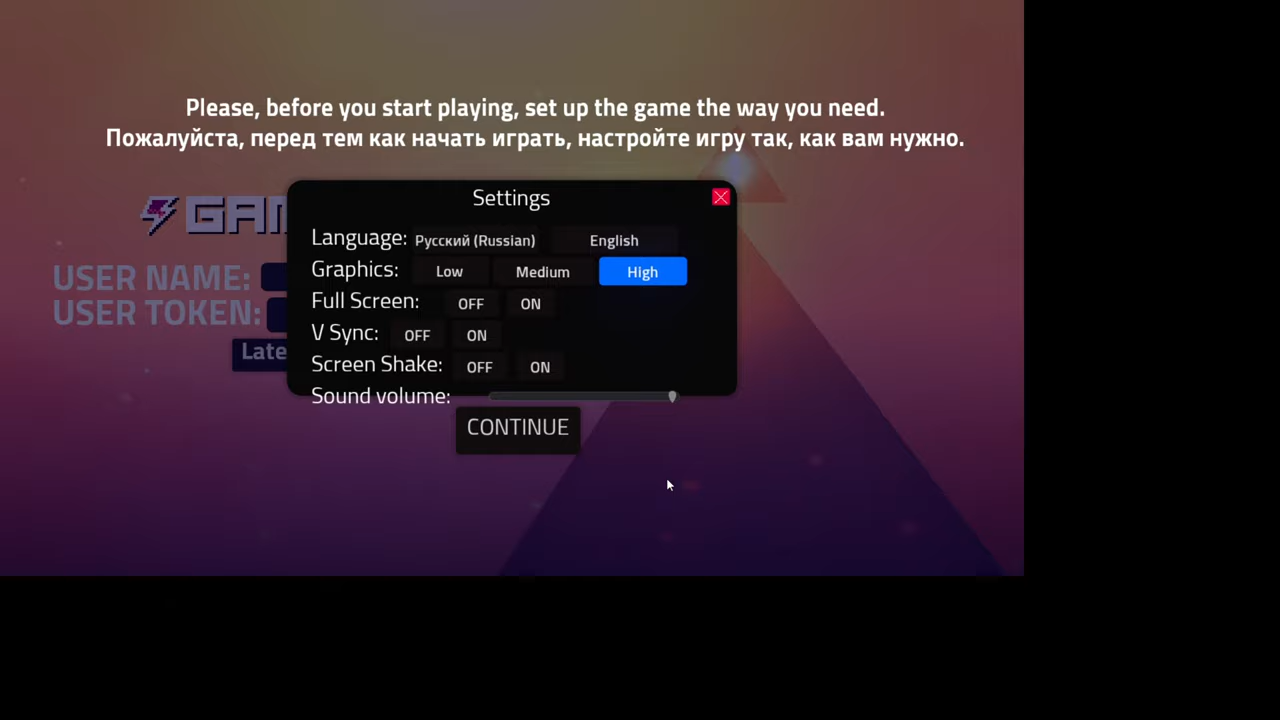 Please, before you start playing, set up the game the way you need.
Пожалуйста, перед тем как начать играть, настройте игру так, как вам нужно.
Settings
Language: Русский (Russian) English
Graphics: Low Medium High
Full Screen: OFF ON
V Sync: OFF ON
Screen Shake: OFF ON
Sound volume:
CONTINUE
GAM
USER NAME:
USER TOKEN:
Late